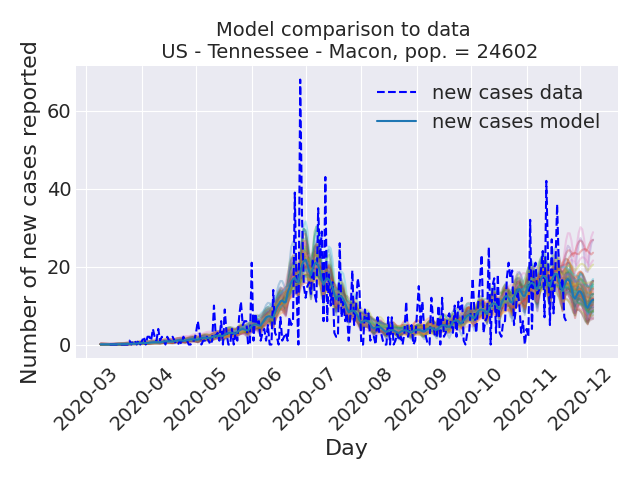 Model comparison to data
US - Tennessee - Macon, pop. = 24602
new cases data
new cases model
Number of new cases reported
60
40
20
0
2020-03
2020-04
2020-05
2020-06
2020-07
2020-08
2020-09
2020-10
2020-11
2020-12
Day